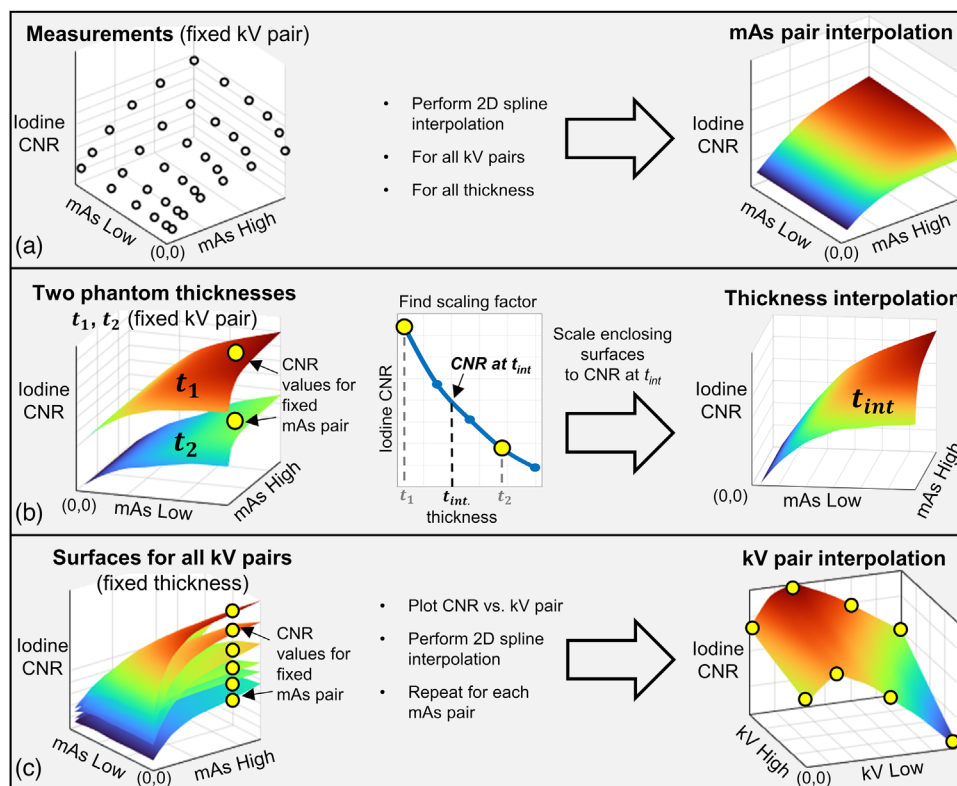 Measurements (fixed kV pair)
Iodine
CNR
mAs Low
mAs High
(0,0)
(a)
• Perform 2D spline
interpolation
• For all kV pairs
• For all thickness
mAs pair interpolation
Iodine
CNR
mAs Low
mAs High
(0,0)
Two phantom thicknesses
t₁, t₂ (fixed kV pair)
Iodine
CNR
t₁
t₂
CNR
values for
fixed
mAs pair
(0,0)
mAs Low
mAs High
(b)
Find scaling factor
Iodine CNR
CNR at t_int
t₁
t_int.
t₂
thickness
Scale enclosing
surfaces
to CNR at t_int
Thickness interpolation
Iodine
CNR
t_int
(0,0)
mAs Low
mAs High
Surfaces for all kV pairs
(fixed thickness)
Iodine
CNR
CNR
values for
fixed
mAs pair
mAs Low
mAs High
(0,0)
(c)
• Plot CNR vs. kV pair
• Perform 2D spline
interpolation
• Repeat for each
mAs pair
kV pair interpolation
Iodine
CNR
kV High
(0,0)
kV Low